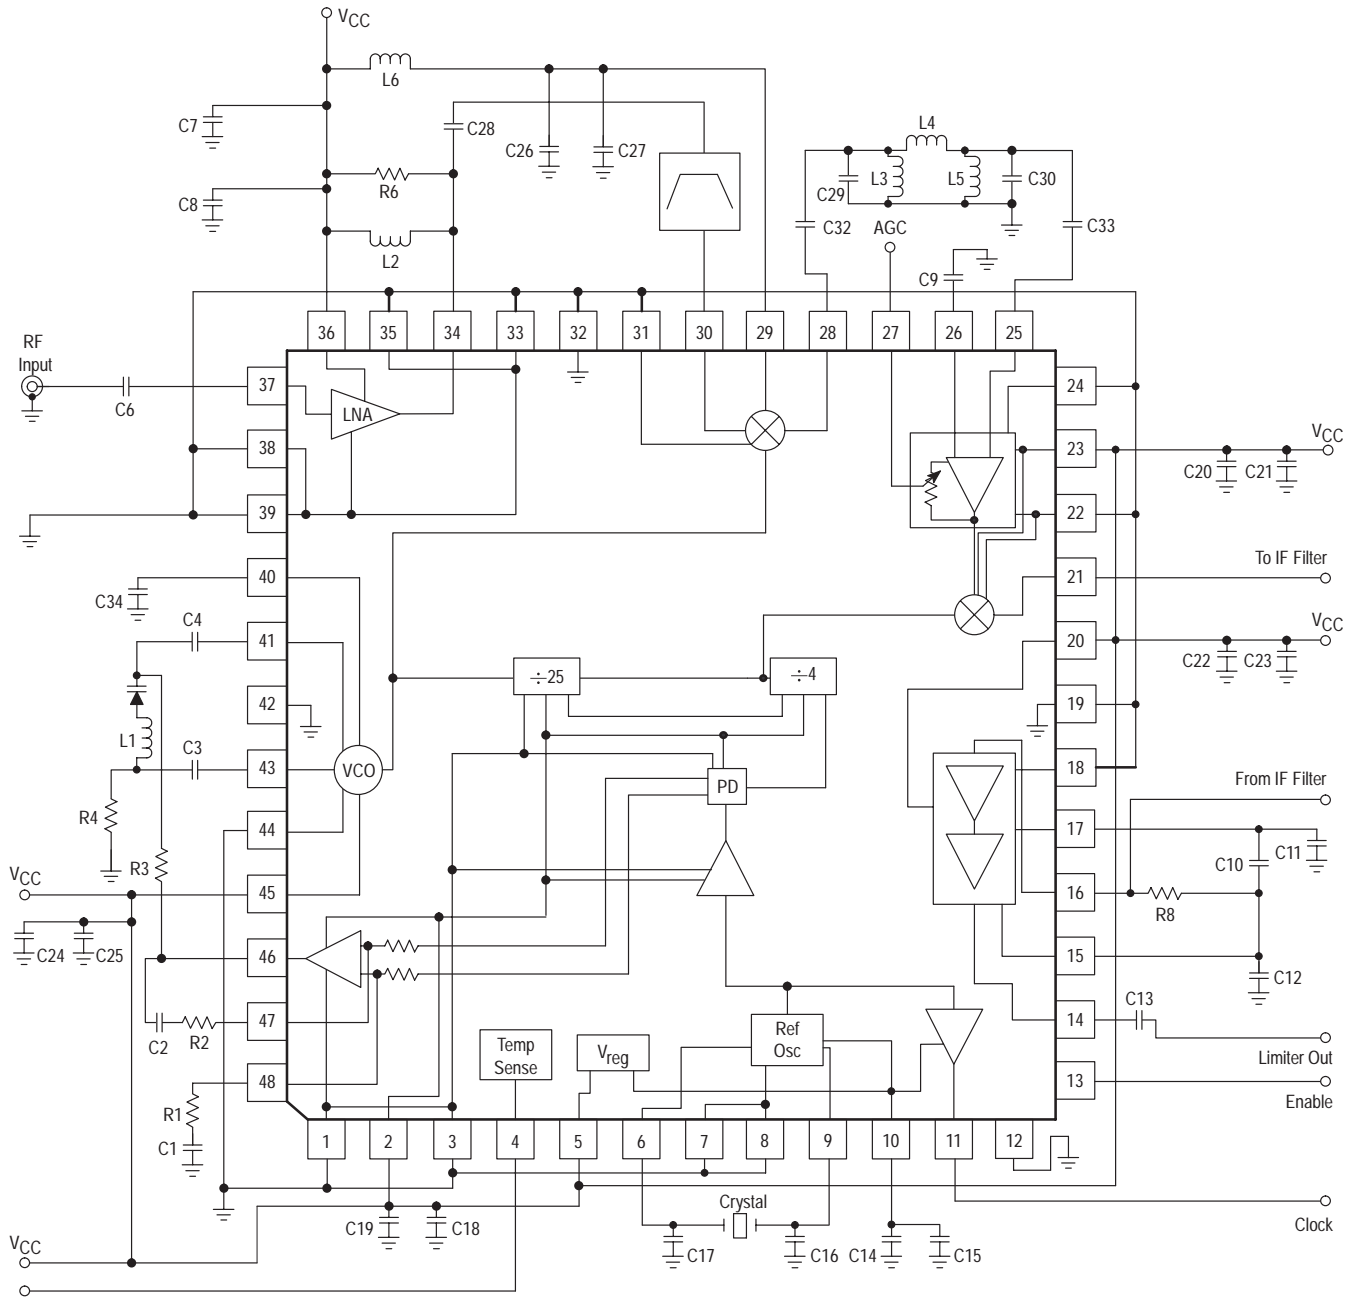 VCC
L6
C7
C28
C26
C27
L4
L3
L5
C29
C30
R6
C8
C32
C33
AGC
L2
C9
36
35
34
33
32
31
30
29
28
27
26
25
RF
Input
C6
37
LNA
24
38
23
VCC
C20
C21
39
22
To IF Filter
40
21
C34
C4
41
20
VCC
C22
C23
÷25
÷4
42
19
L1
C3
43
VCO
PD
18
From IF Filter
R4
44
17
C10
C11
R3
VCC
45
16
R8
C24
C25
46
15
C12
C13
C2
R2
47
14
Limiter Out
Temp
Sense
Vreg
Ref
Osc
48
13
Enable
R1
C1
1
2
3
4
5
6
7
8
9
10
11
12
Crystal
Clock
C19
C18
C17
C16
C14
C15
VCC